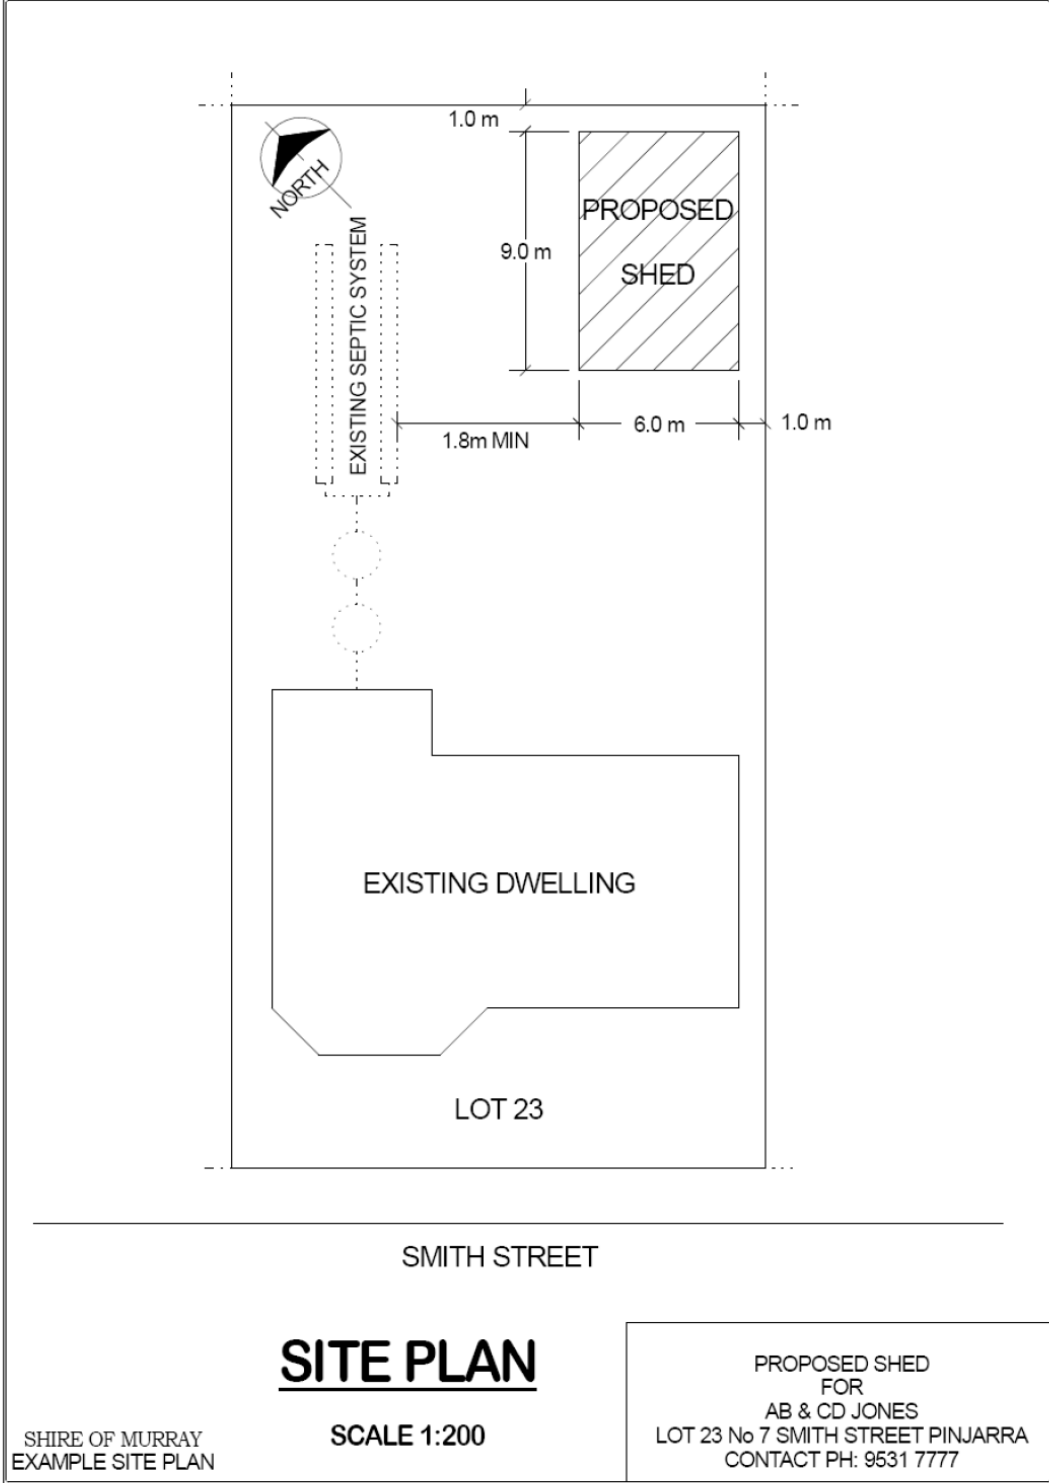 1.0 m
NORTH
PROPOSED
SHED
9.0 m
EXISTING SEPTIC SYSTEM
1.8m MIN
6.0 m
1.0 m
EXISTING DWELLING
LOT 23
SMITH STREET
SITE PLAN
SCALE 1:200
SHIRE OF MURRAY
EXAMPLE SITE PLAN
PROPOSED SHED
FOR
AB & CD JONES
LOT 23 No 7 SMITH STREET PINJARRA
CONTACT PH: 9531 7777